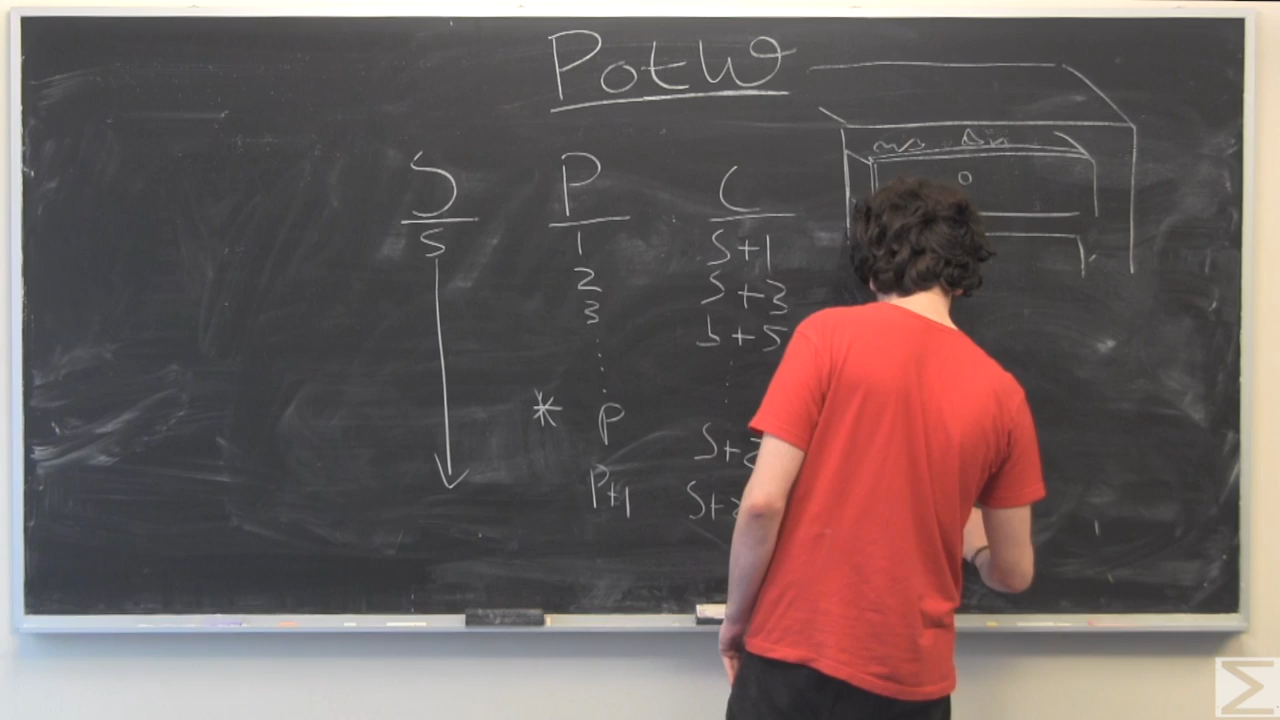 PotW
S P C
S 1 S+1
2 S+3
3 S+5
* P S+2
P+1 S+2
Σ